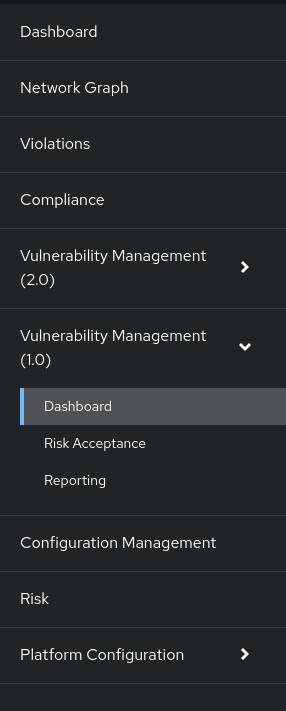 Dashboard
Network Graph
Violations
Compliance
Vulnerability Management
(2.0)
Vulnerability Management
(1.0)
Dashboard
Risk Acceptance
Reporting
Configuration Management
Risk
Platform Configuration